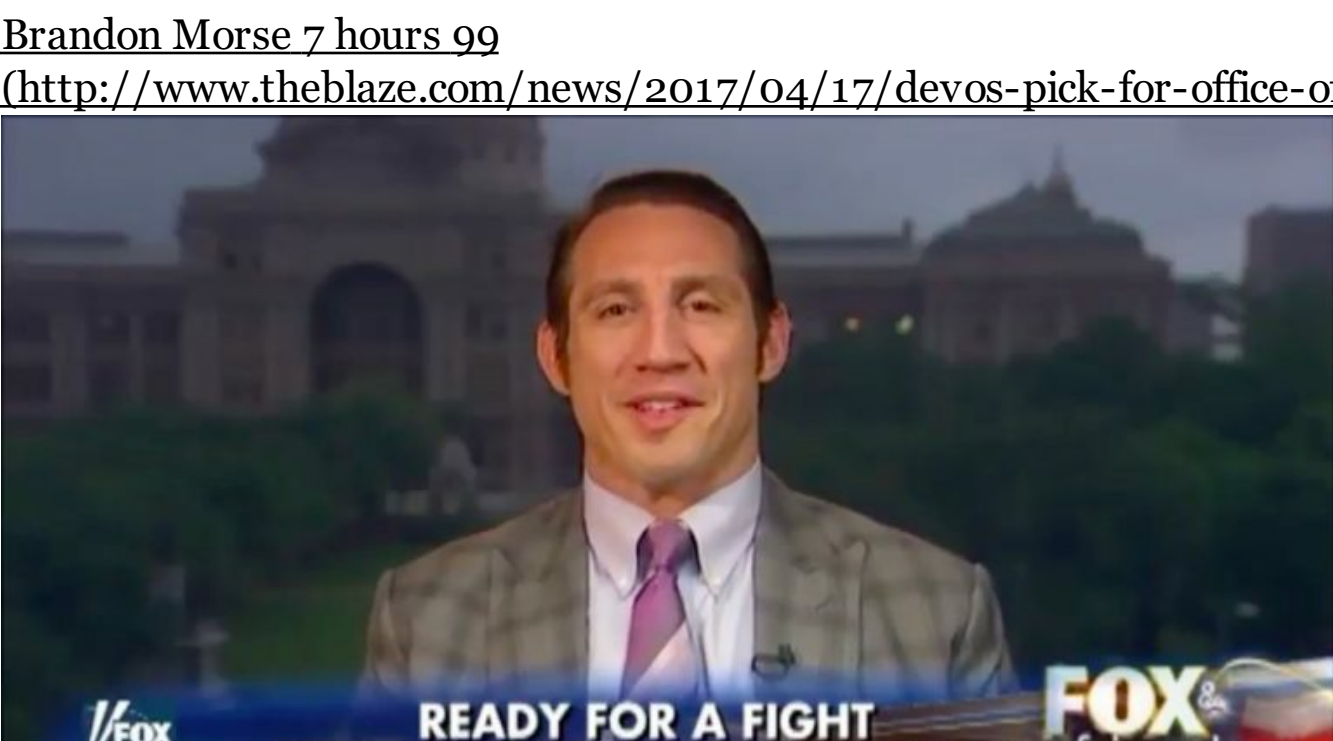 Brandon Morse 7 hours 99
(http://www.theblaze.com/news/2017/04/17/devos-pick-for-office-o
READY FOR A FIGHT
FOX
FOX &